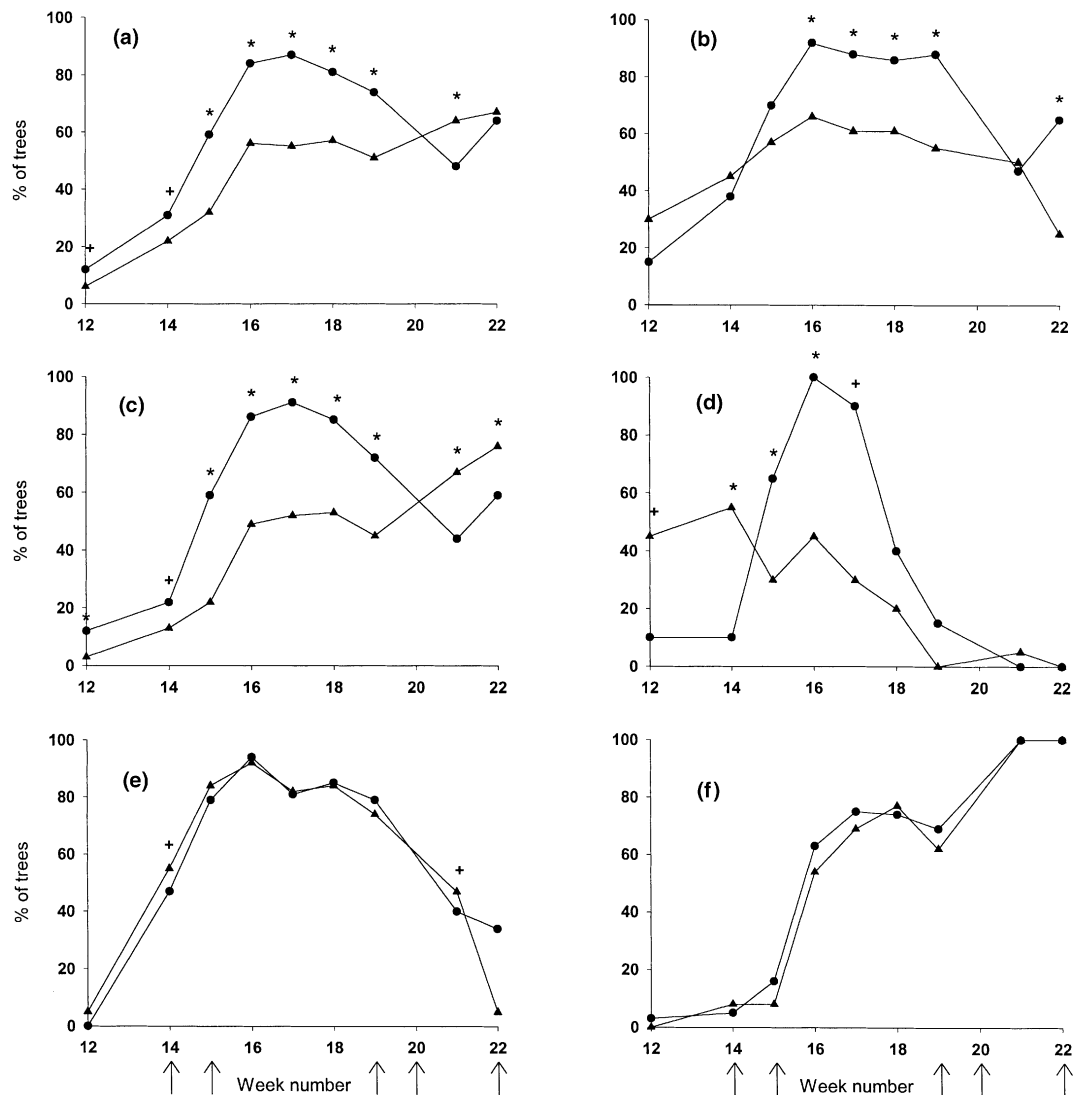 (a)
* * * * * * +
+
% of trees
100
80
60
40
20
0
12 14 16 18 20 22
(b)
* * * * *
100
80
60
40
20
0
12 14 16 18 20 22
(c)
* * * * * * * *
+
% of trees
100
80
60
40
20
0
12 14 16 18 20 22
(d)
* * *
+ +
100
80
60
40
20
0
12 14 16 18 20 22
(e)
+ +
% of trees
100
80
60
40
20
0
12 14 16 18 20 22
Week number
(f)
100
80
60
40
20
0
12 14 16 18 20 22
Week number